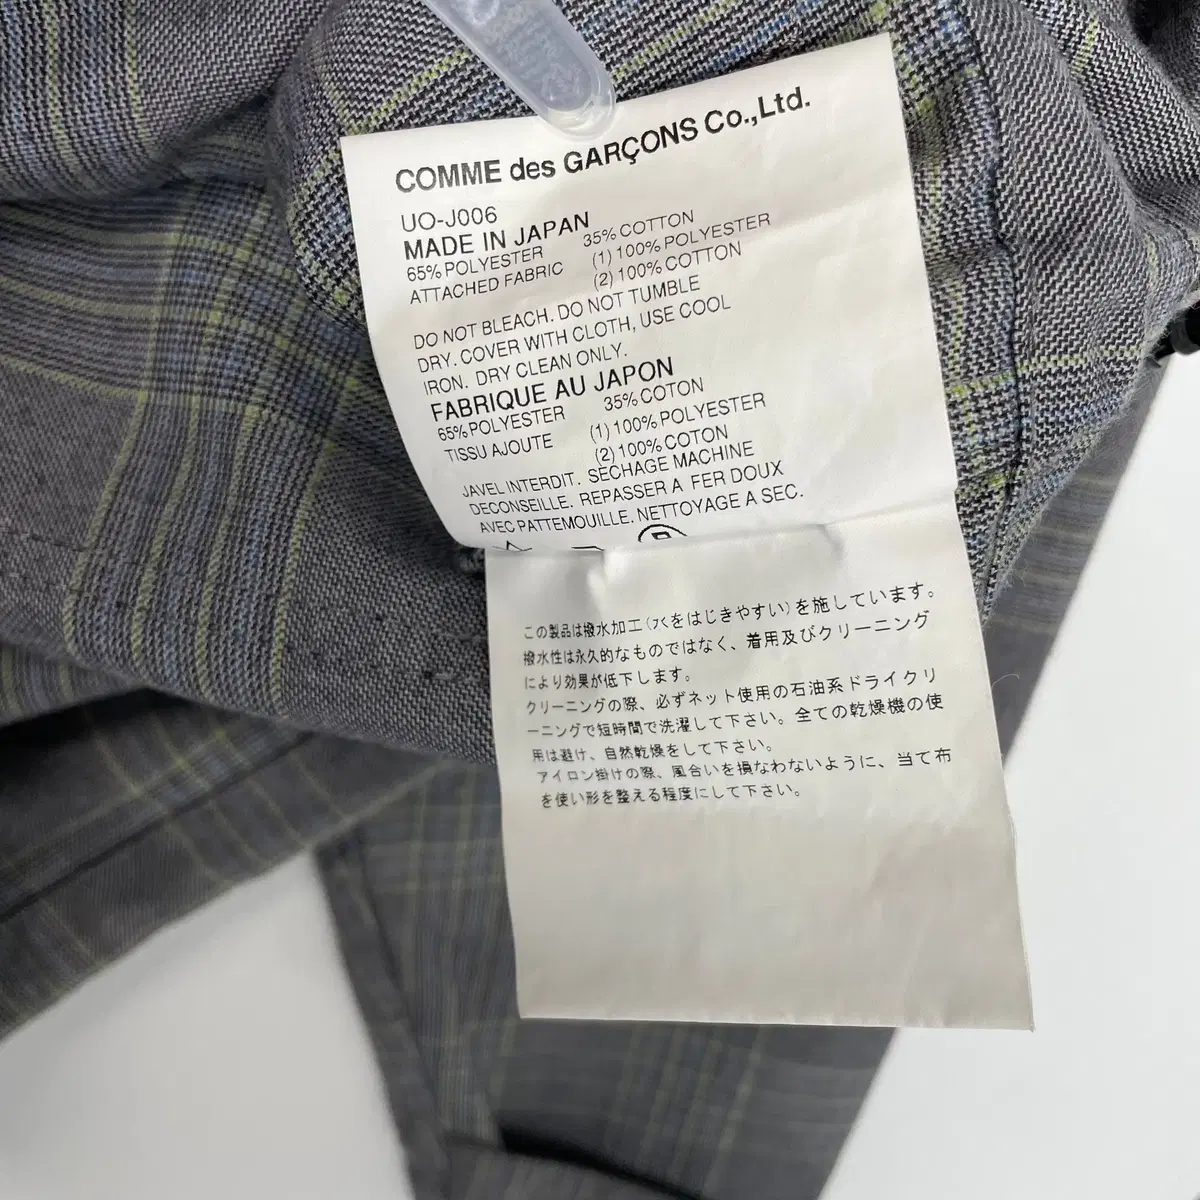 COMME des GARÇONS Co.,Ltd.
UO-J006
MADE IN JAPAN
65% POLYESTER 35% COTTON
ATTACHED FABRIC (1) 100% POLYESTER
(2) 100% COTTON
DO NOT BLEACH. DO NOT TUMBLE
DRY. COVER WITH CLOTH, USE COOL
IRON. DRY CLEAN ONLY.
FABRIQUE AU JAPON
65% POLYESTER 35% COTON
TISSU AJOUTE (1) 100% POLYESTER
(2) 100% COTON
JAVEL INTERDIT. SECHAGE MACHINE
DECONSEILLE. REPASSER A FER DOUX
AVEC PATTEMOUILLE. NETTOYAGE A SEC.
この製品は撥水加工(水をはじきやすい)を施しています。
撥水性は永久的なものではなく、着用及びクリーニング
により効果が低下します。
クリーニングの際、必ずネット使用の石油系ドライクリ
ーニングで短時間で洗濯して下さい。全ての乾燥機の使
用は避け、自然乾燥をして下さい。
アイロン掛けの際、風合いを損なわないように、当て布
を使い形を整える程度にして下さい。